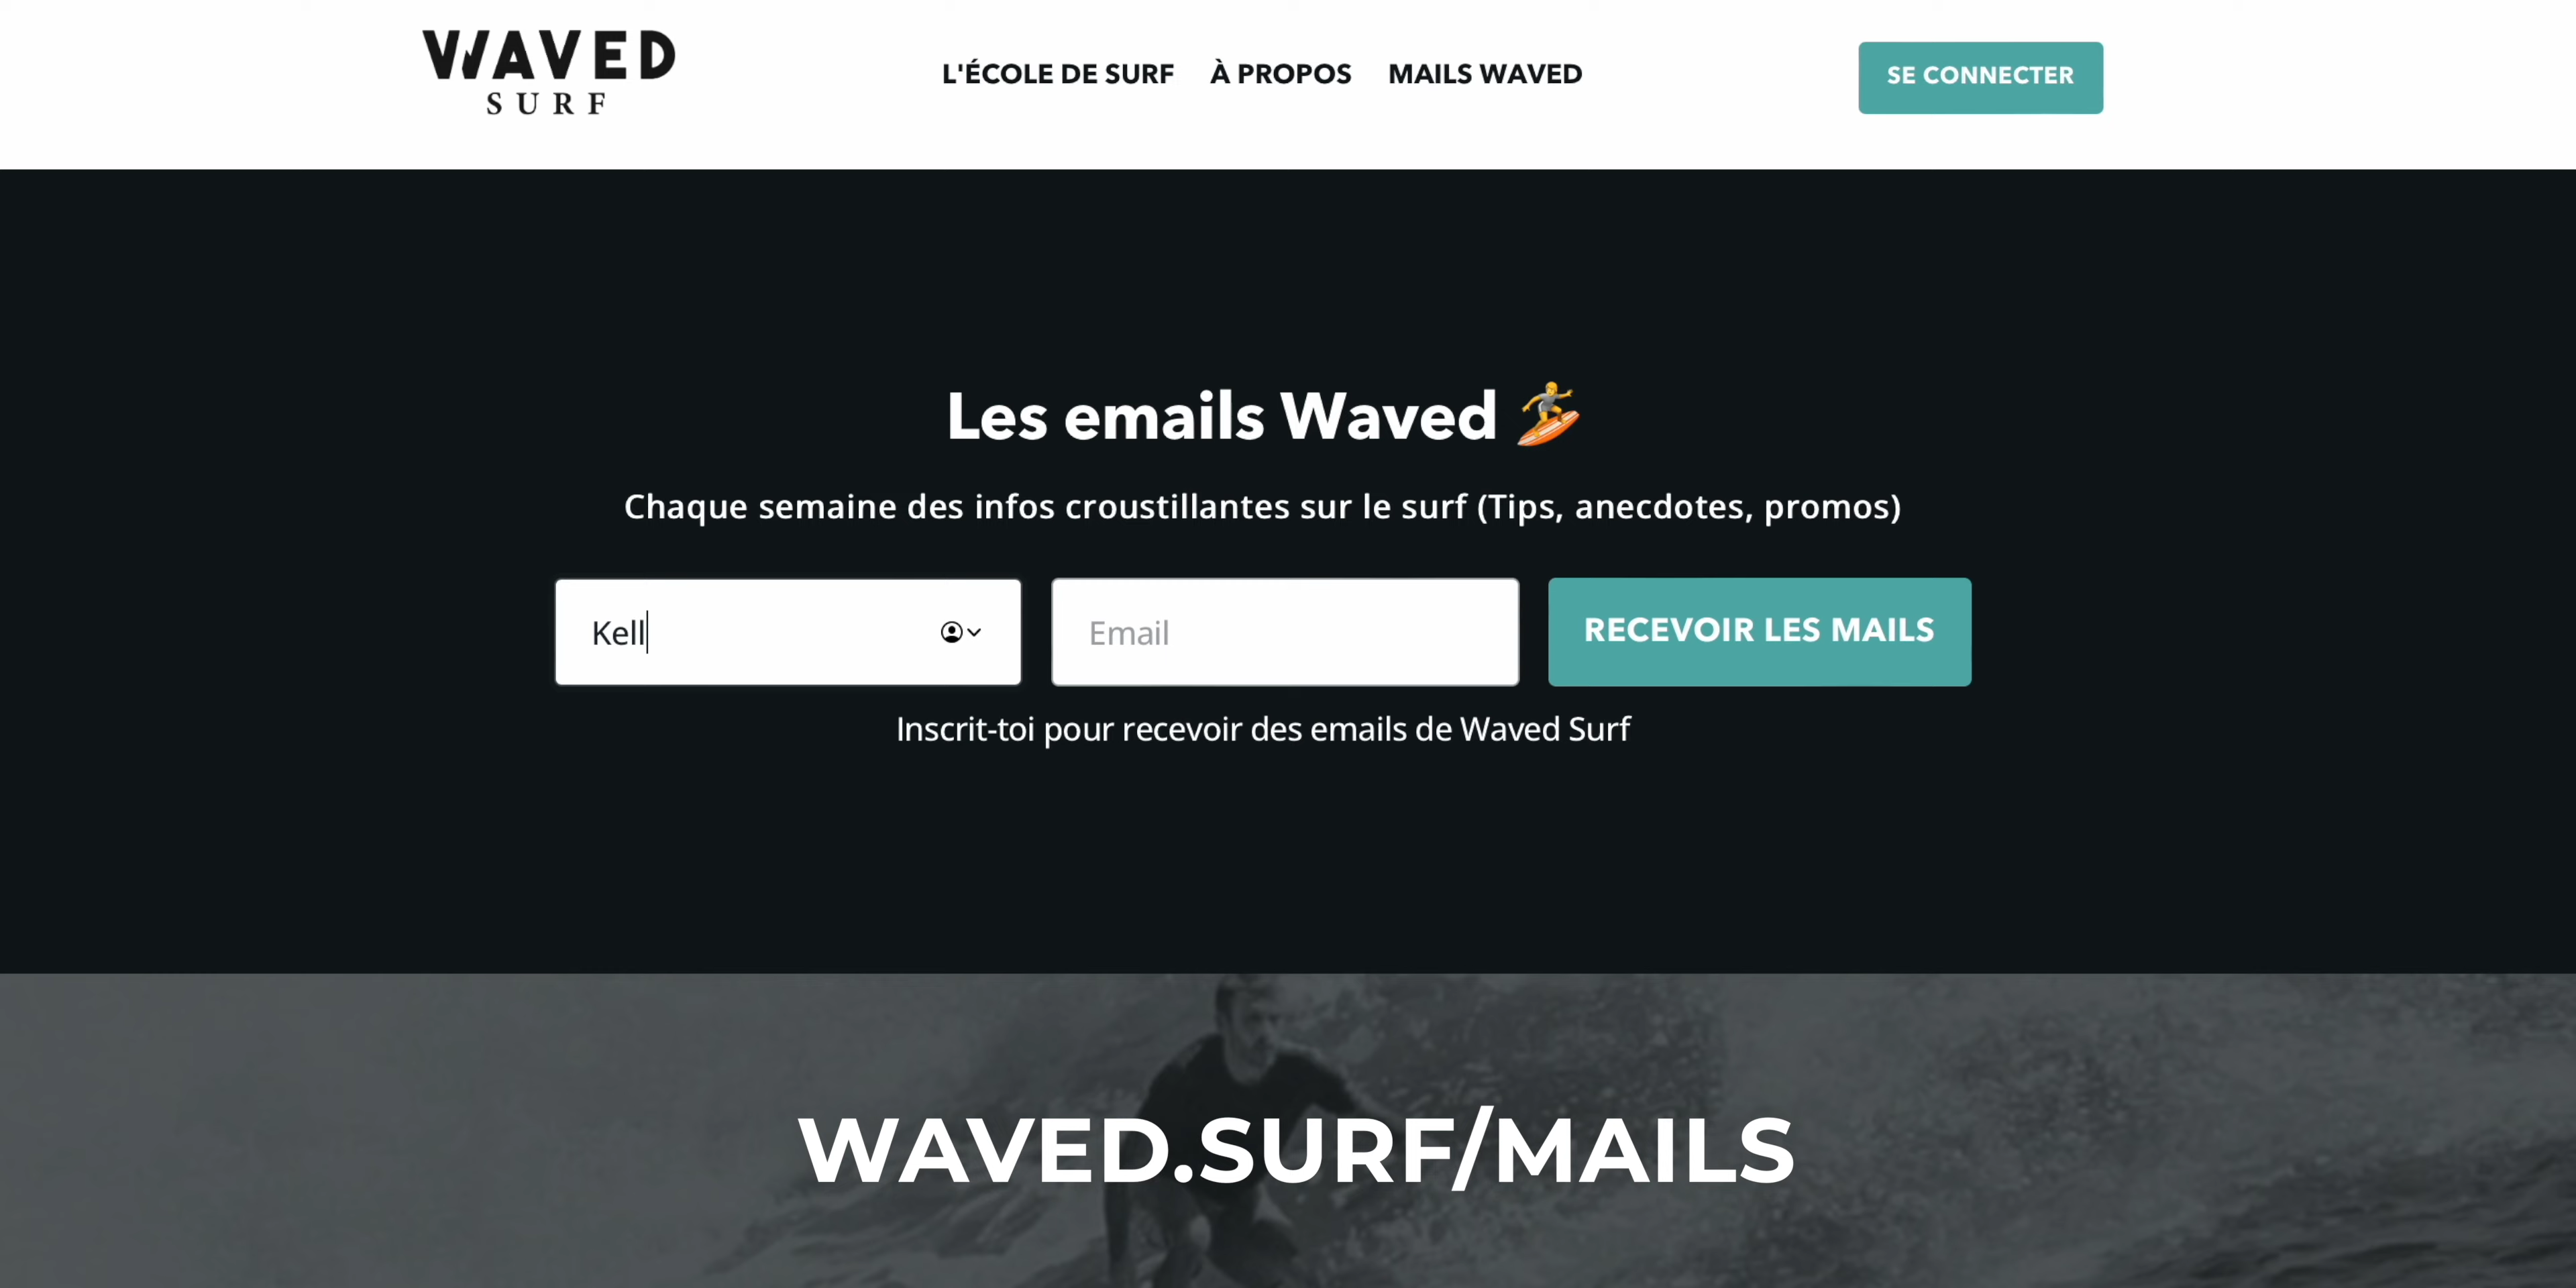 WAVED
SURF
L'ÉCOLE DE SURF À PROPOS MAILS WAVED
SE CONNECTER
Les emails Waved
Chaque semaine des infos croustillantes sur le surf (Tips, anecdotes, promos)
Kell
Email
RECEVOIR LES MAILS
Inscrit-toi pour recevoir des emails de Waved Surf
WAVED.SURF/MAILS